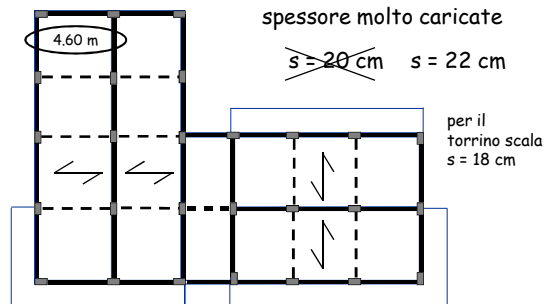 spessore molto caricate
4.60 m
s = 20 cm s = 22 cm
per il
torrino scala
s = 18 cm